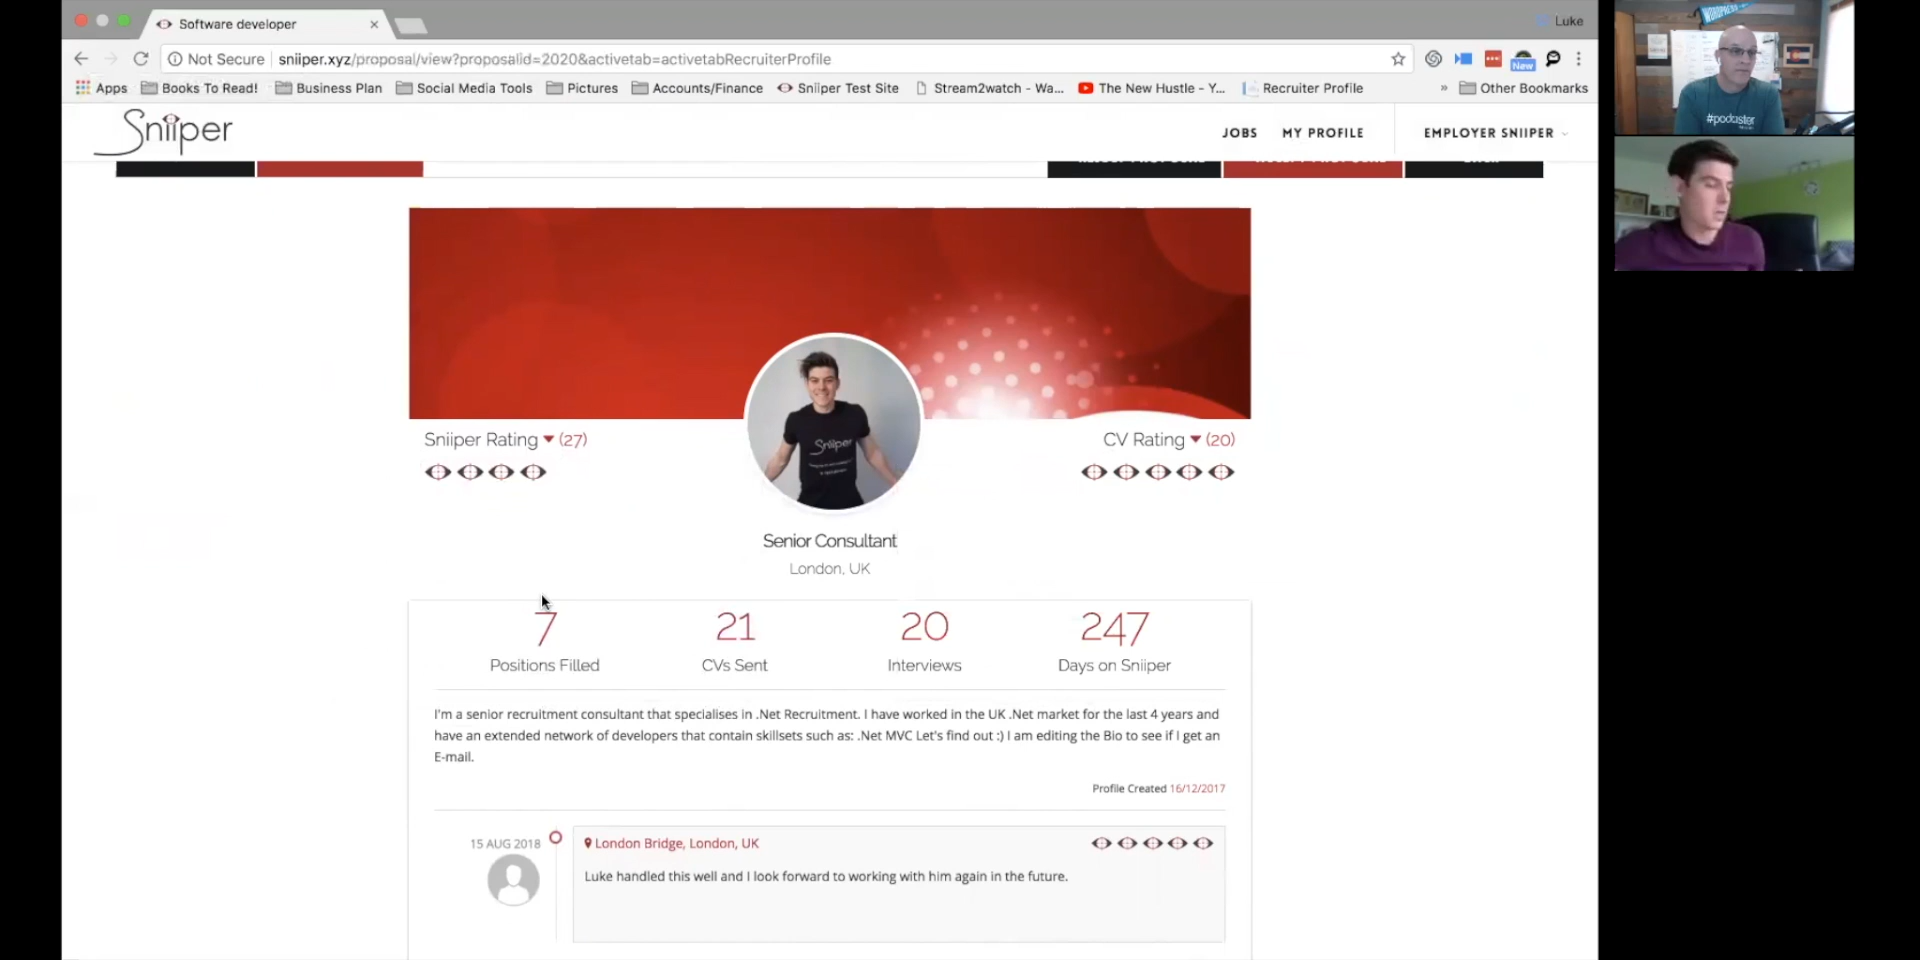 Software developer
Luke
Not Secure
sniiper.xyz/proposal/view?proposalid=2020&activetab=activetabRecruiterProfile
New
Apps
Books To Read!
Business Plan
Social Media Tools
Pictures
Accounts/Finance
Sniiper Test Site
Stream2watch - Wa...
The New Hustle - Y...
Recruiter Profile
»
Other Bookmarks
Sniiper
JOBS
MY PROFILE
EMPLOYER SNIIPER
Sniiper Rating (27)
CV Rating (20)
Sniiper
Senior Consultant
London, UK
7
21
20
247
Positions Filled
CVs Sent
Interviews
Days on Sniiper
I'm a senior recruitment consultant that specialises in .Net Recruitment. I have worked in the UK .Net market for the last 4 years and
have an extended network of developers that contain skillsets such as: .Net MVC Let's find out :) I am editing the Bio to see if I get an
E-mail.
Profile Created 16/12/2017
15 AUG 2018
London Bridge, London, UK
Luke handled this well and I look forward to working with him again in the future.
#podcaster